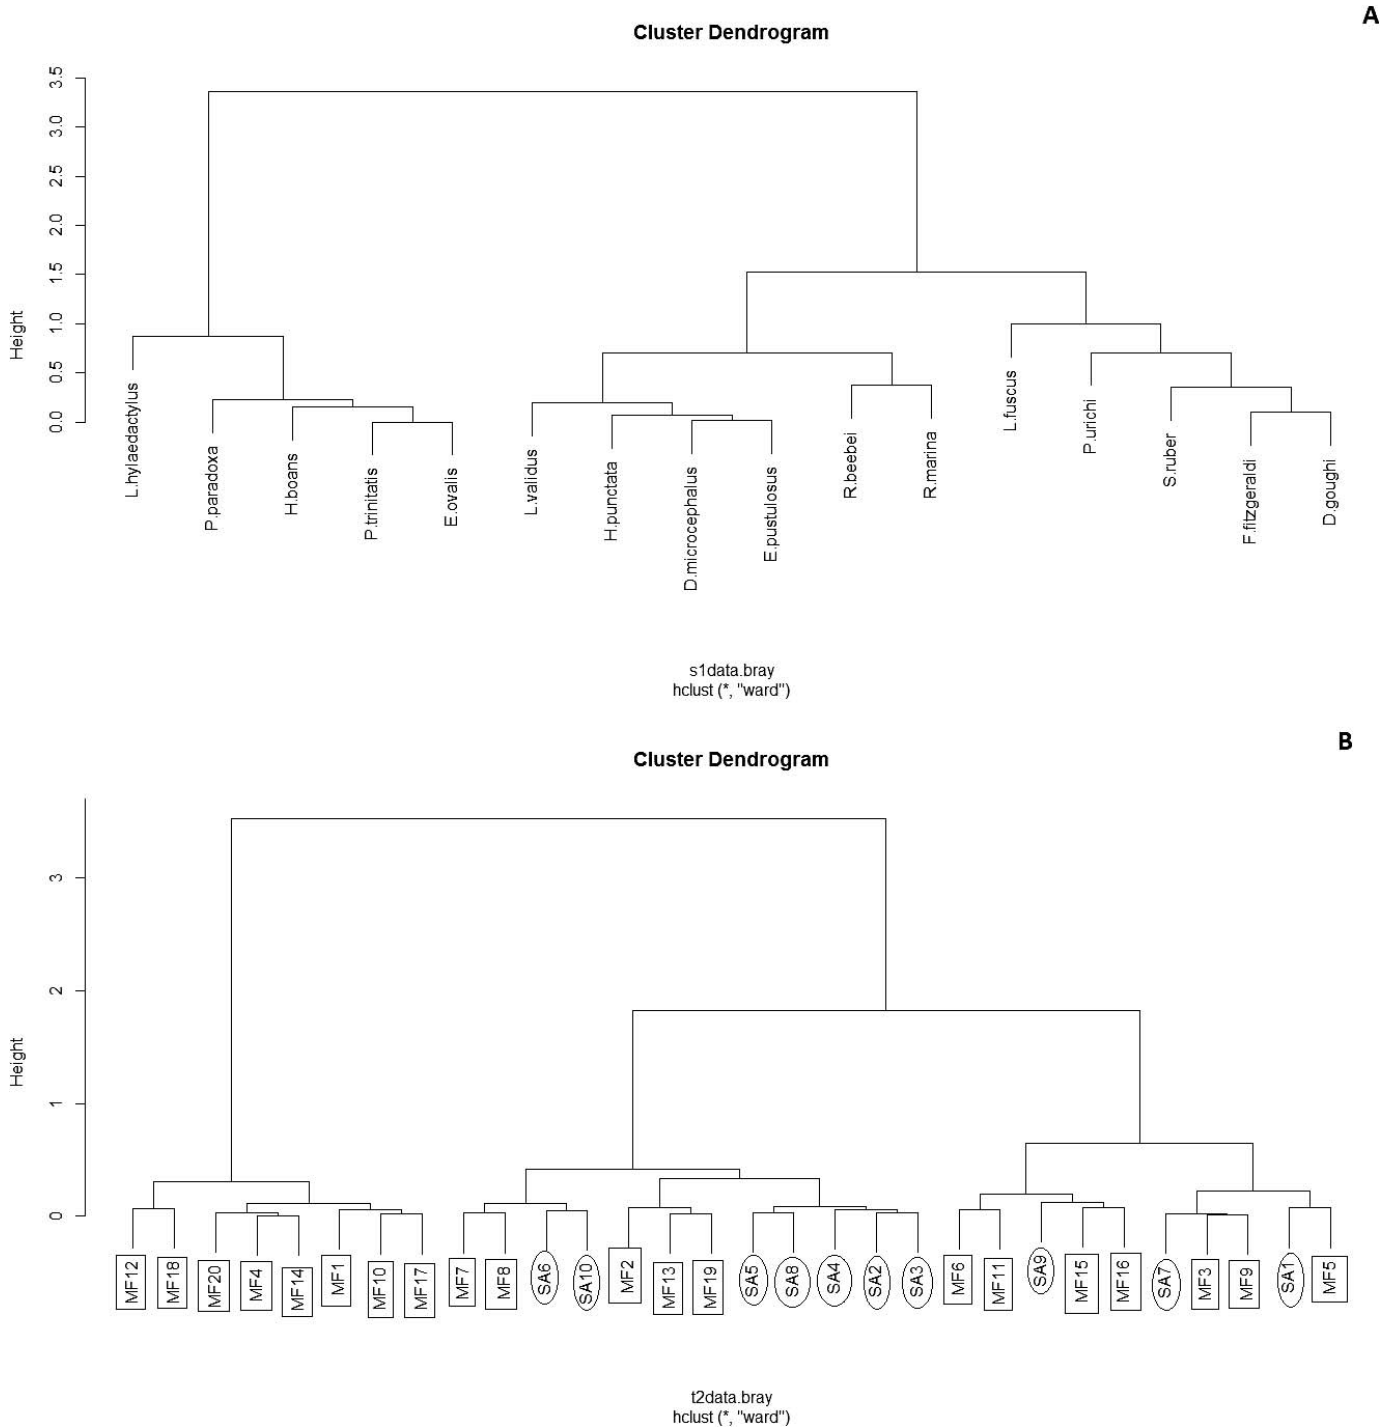 A
Cluster Dendrogram
3.5
3.0
2.5
2.0
1.5
1.0
0.5
0.0
Height
L.hylaedactylus
P.paradoxa
H.boans
P.trinitatis
E.ovalis
L.validus
H.punctata
D.microcephalus
E.pustulosus
R.beebei
R.marina
L.fuscus
P.urichi
S.ruber
F.fitzgeraldi
D.goughi
s1data.bray
hclust (*, "ward")
B
Cluster Dendrogram
3
2
1
0
Height
MF12
MF18
MF20
MF4
MF14
MF1
MF10
MF17
MF7
MF8
SA6
SA10
MF2
MF13
MF19
SA5
SA8
SA4
SA2
SA3
MF6
MF11
SA9
MF15
MF16
SA7
MF3
MF9
SA1
MF5
t2data.bray
hclust (*, "ward")